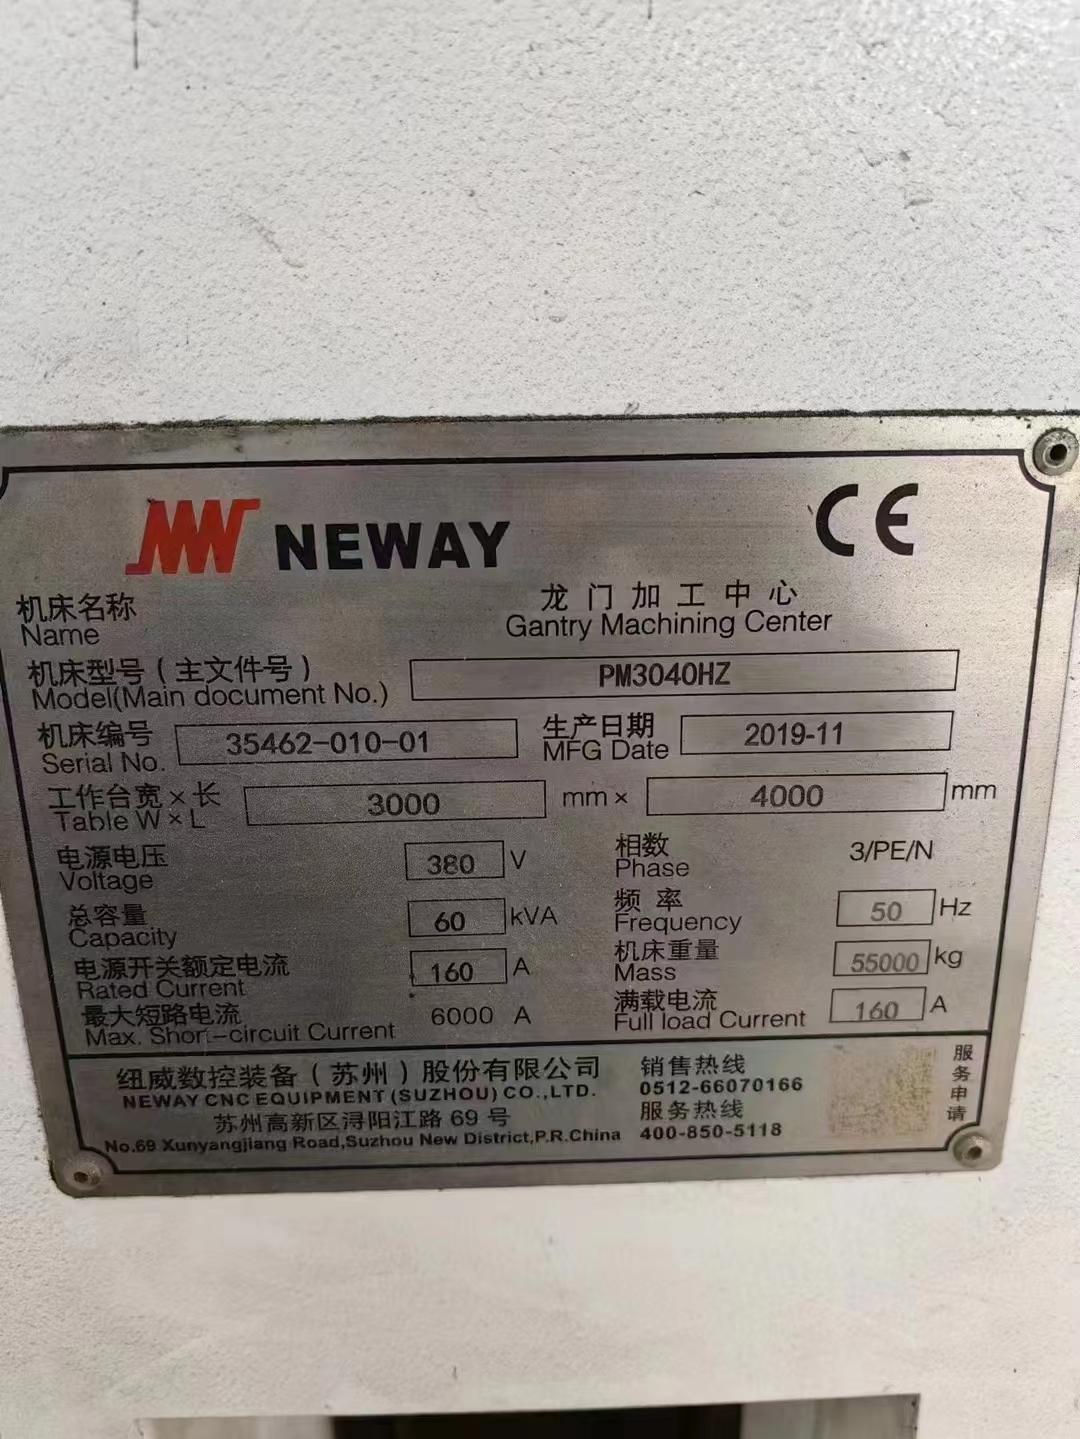 NEWAY CE
机床名称 龙门加工中心
Name Gantry Machining Center
机床型号(主文件号) PM3040HZ
Model(Main document No.)
机床编号 35462-010-01 生产日期 2019-11
Serial No. MFG Date
工作台宽×长 3000 mm × 4000 mm
Table W×L
电源电压 380 V 相数 3/PE/N
Voltage Phase
总容量 60 kVA 频率 50 Hz
Capacity Frequency
电源开关额定电流 160 A 机床重量 55000 kg
Rated Current Mass
最大短路电流 6000 A 满载电流 160 A
Max. Short-circuit Current Full load Current
纽威数控装备(苏州)股份有限公司 销售热线
NEWAY CNC EQUIPMENT (SUZHOU) CO.,LTD. 0512-66070166
苏州高新区浔阳江路 69 号 服务热线
No.69 Xunyangjiang Road,Suzhou New District,P.R.China 400-850-5118
服务申请